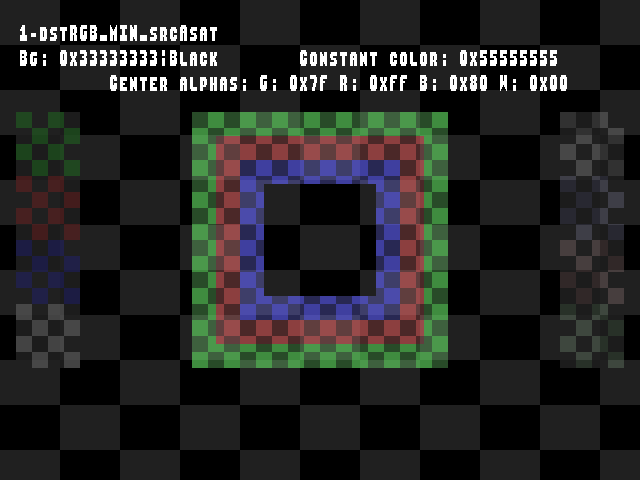 1-dstRGB_MIN_srcAsat
Bg: 0x33333333;Black Constant color: 0x55555555
Center alphas: G: 0x7f R: 0xff B: 0x80 W: 0x00